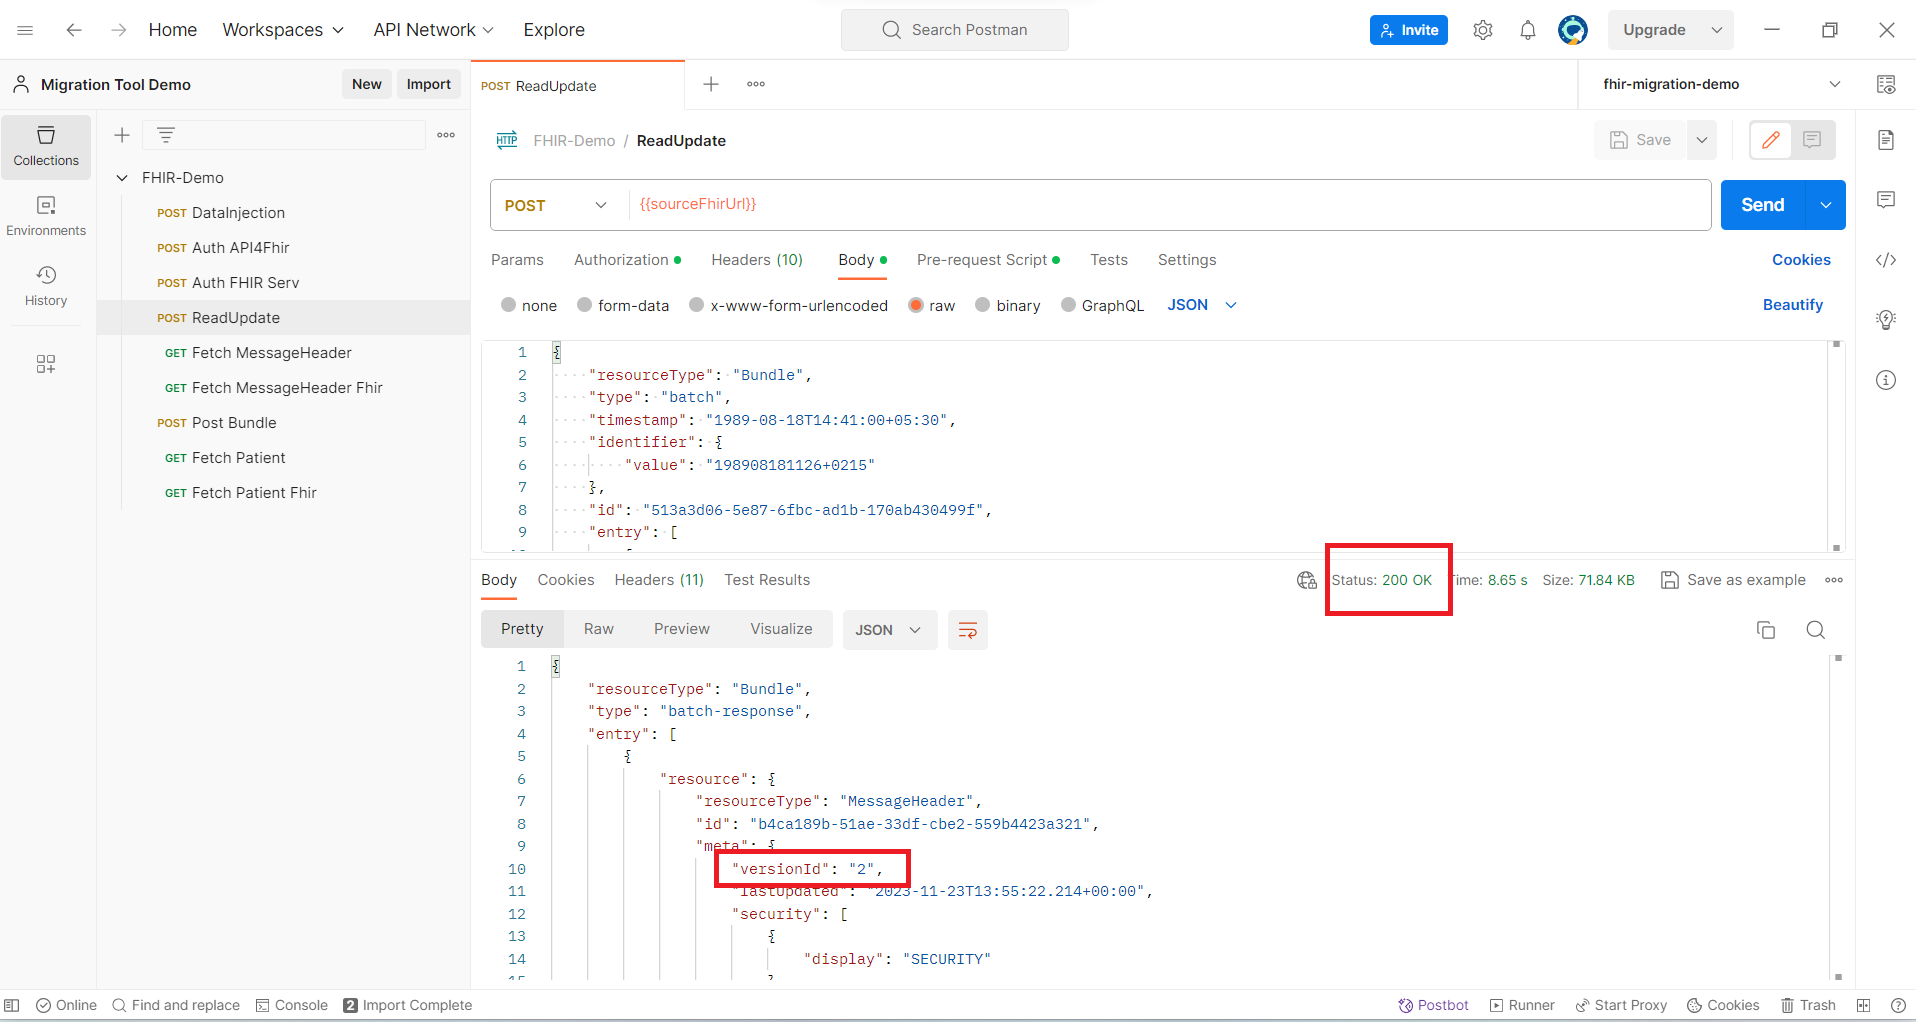 Home Workspaces API Network Explore Search Postman Invite Upgrade
Migration Tool Demo New Import POST ReadUpdate fhir-migration-demo
Collections
Environments
History
FHIR-Demo
POST DataInjection
POST Auth API4Fhir
POST Auth FHIR Serv
POST ReadUpdate
GET Fetch MessageHeader
GET Fetch MessageHeader Fhir
POST Post Bundle
GET Fetch Patient
GET Fetch Patient Fhir
HTTP FHIR-Demo / ReadUpdate Save
POST {{sourceFhirUrl}} Send
Params Authorization Headers (10) Body Pre-request Script Tests Settings Cookies
none form-data x-www-form-urlencoded raw binary GraphQL JSON Beautify
1 {
2 "resourceType": "Bundle",
3 "type": "batch",
4 "timestamp": "1989-08-18T14:41:00+05:30",
5 "identifier": {
6 "value": "198908181126+0215"
7 },
8 "id": "513a3d06-5e87-6fbc-ad1b-170ab430499f",
9 "entry": [
Body Cookies Headers (11) Test Results Status: 200 OK Time: 8.65 s Size: 71.84 KB Save as example
Pretty Raw Preview Visualize JSON
1 {
2 "resourceType": "Bundle",
3 "type": "batch-response",
4 "entry": [
5 {
6 "resource": {
7 "resourceType": "MessageHeader",
8 "id": "b4ca189b-51ae-33df-cbe2-559b4423a321",
9 "meta": {
10 "versionId": "2",
11 "lastUpdated": "2023-11-23T13:55:22.214+00:00",
12 "security": [
13 {
14 "display": "SECURITY"
15 }
Online Find and replace Console 2 Import Complete Postbot Runner Start Proxy Cookies Trash